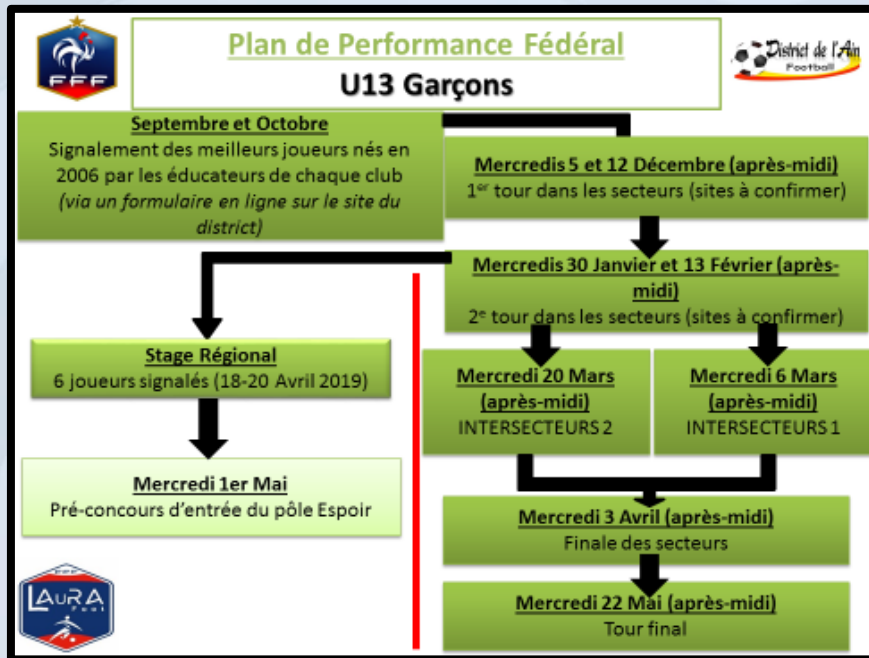 FFF
Plan de Performance Fédéral
U13 Garçons
District de l'Ain
Football
Septembre et Octobre
Signalement des meilleurs joueurs nés en
2006 par les éducateurs de chaque club
(via un formulaire en ligne sur le site du
district)
Mercredis 5 et 12 Décembre (après-midi)
1er tour dans les secteurs (sites à confirmer)
Mercredis 30 Janvier et 13 Février (après-
midi)
2e tour dans les secteurs (sites à confirmer)
Stage Régional
6 joueurs signalés (18-20 Avril 2019)
Mercredi 1er Mai
Pré-concours d'entrée du pôle Espoir
Mercredi 20 Mars
(après-midi)
INTERSECTEURS 2
Mercredi 6 Mars
(après-midi)
INTERSECTEURS 1
Mercredi 3 Avril (après-midi)
Finale des secteurs
Mercredi 22 Mai (après-midi)
Tour final
FFF
LAuRA
Foot